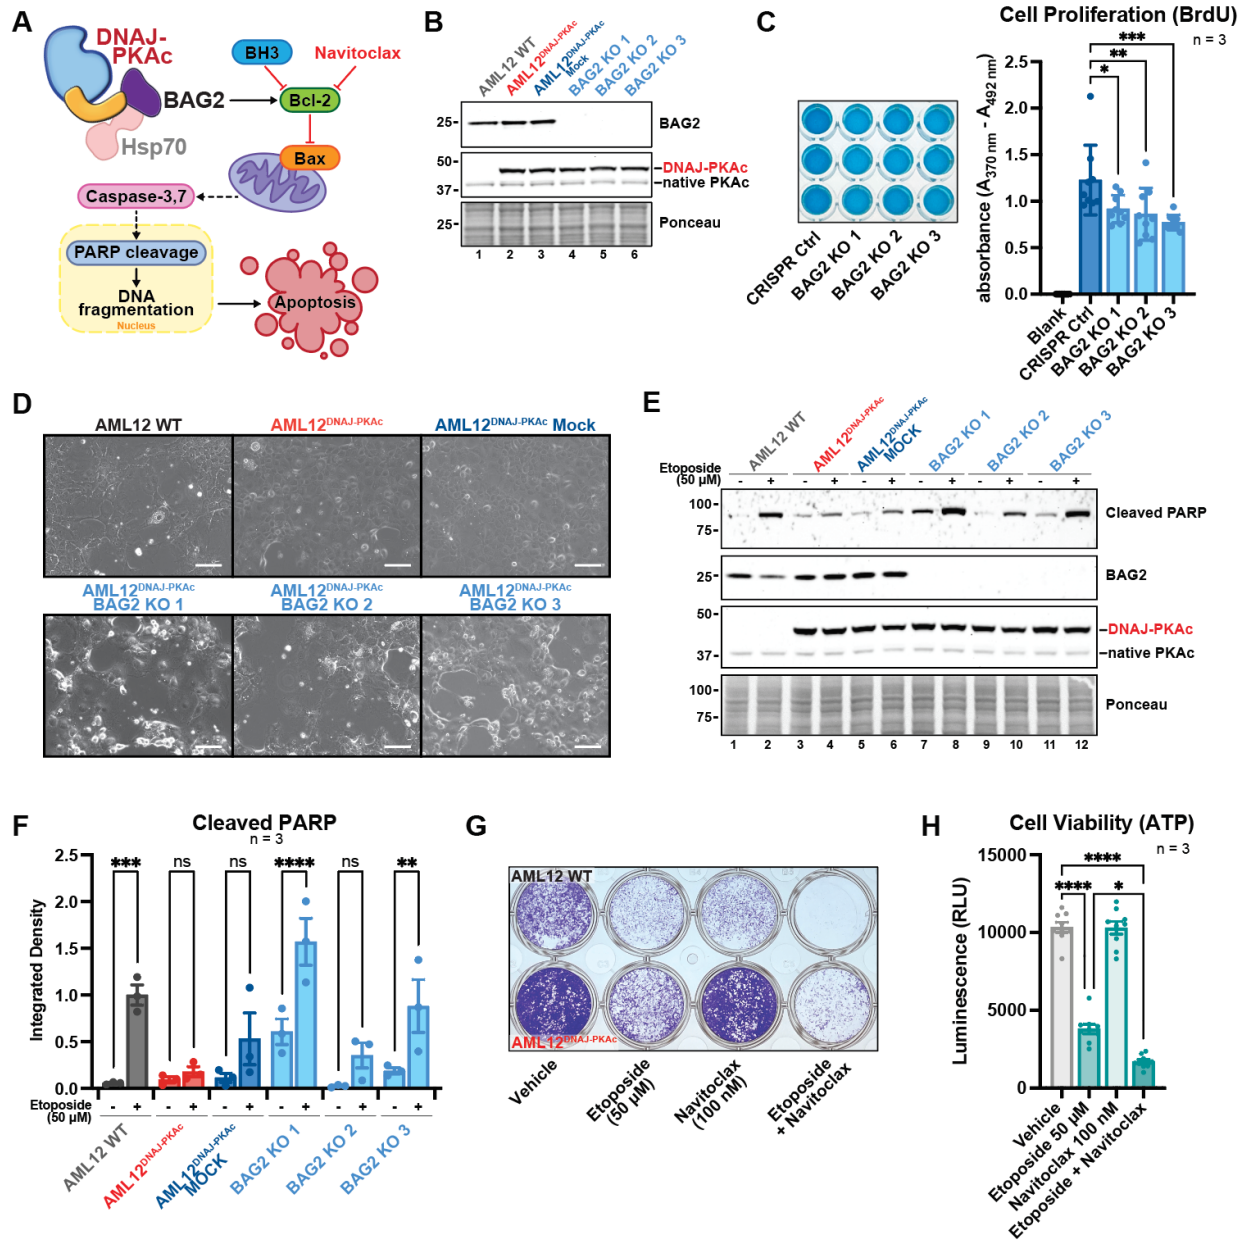 A
DNAJ-
PKAc
BAG2
Hsp70
BH3
Navitoclax
Bcl-2
Bax
Caspase-3,7
PARP cleavage
DNA
fragmentation
Nucleus
Apoptosis
B
AML12 WT
AML12DNAJ-PKAc
AML12DNAJ-PKAc
Mock
BAG2 KO 1
BAG2 KO 2
BAG2 KO 3
25-
BAG2
50-
DNAJ-PKAc
native PKAc
37-
25-
Ponceau
1 2 3 4 5 6
C
CRISPR Ctrl
BAG2 KO 1
BAG2 KO 2
BAG2 KO 3
Cell Proliferation (BrdU)
n = 3
***
**
*
absorbance (A370 nm - A492 nm)
2.5
2.0
1.5
1.0
0.5
0.0
Blank
CRISPR Ctrl
BAG2 KO 1
BAG2 KO 2
BAG2 KO 3
D
AML12 WT
AML12DNAJ-PKAc
AML12DNAJ-PKAc Mock
AML12DNAJ-PKAc
BAG2 KO 1
AML12DNAJ-PKAc
BAG2 KO 2
AML12DNAJ-PKAc
BAG2 KO 3
E
AML12 WT
AML12DNAJ-PKAc
AML12DNAJ-PKAc
MOCK
BAG2 KO 1
BAG2 KO 2
BAG2 KO 3
Etoposide
(50 µM)
- + - + - + - + - + - +
100-
75-
Cleaved PARP
25-
BAG2
50-
DNAJ-PKAc
native PKAc
37-
100-
75-
Ponceau
1 2 3 4 5 6 7 8 9 10 11 12
F
Cleaved PARP
n = 3
*** ns ns **** ns **
Integrated Density
2.5
2.0
1.5
1.0
0.5
0.0
Etoposide
(50 µM)
- + - + - + - + - + - +
AML12 WT
AML12DNAJ-PKAc
AML12DNAJ-PKAc
MOCK
BAG2 KO 1
BAG2 KO 2
BAG2 KO 3
G
AML12 WT
AML12DNAJ-PKAc
Vehicle
Etoposide
(50 µM)
Navitoclax
(100 nM)
Etoposide
+ Navitoclax
H
Cell Viability (ATP)
n = 3
****
**** *
Luminescence (RLU)
15000
10000
5000
0
Vehicle
Etoposide 50 µM
Navitoclax 100 nM
Etoposide + Navitoclax